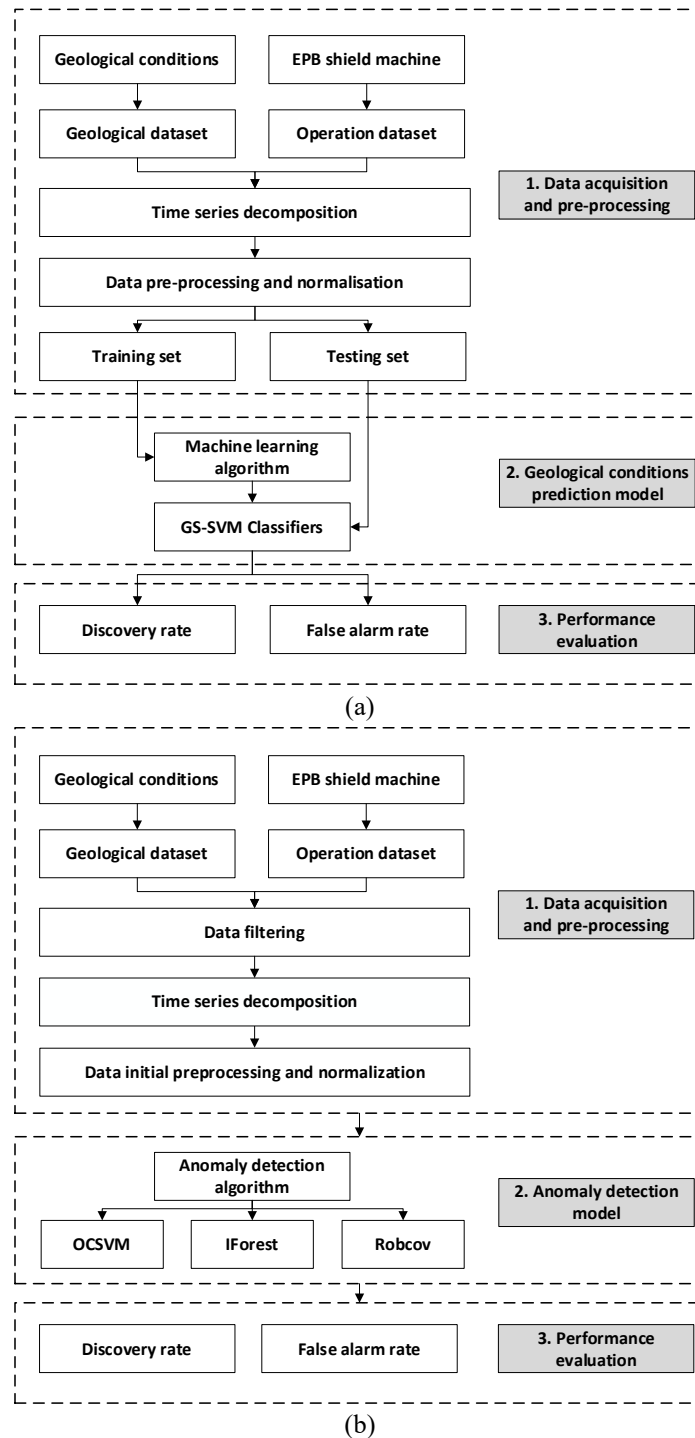 Geological conditions
EPB shield machine
Geological dataset
Operation dataset
1. Data acquisition
and pre-processing
Time series decomposition
Data pre-processing and normalisation
Training set
Testing set
Machine learning
algorithm
2. Geological conditions
prediction model
GS-SVM Classifiers
Discovery rate
False alarm rate
3. Performance
evaluation
(a)
Geological conditions
EPB shield machine
Geological dataset
Operation dataset
1. Data acquisition
and pre-processing
Data filtering
Time series decomposition
Data initial preprocessing and normalization
Anomaly detection
algorithm
2. Anomaly detection
model
OCSVM
IForest
Robcov
Discovery rate
False alarm rate
3. Performance
evaluation
(b)